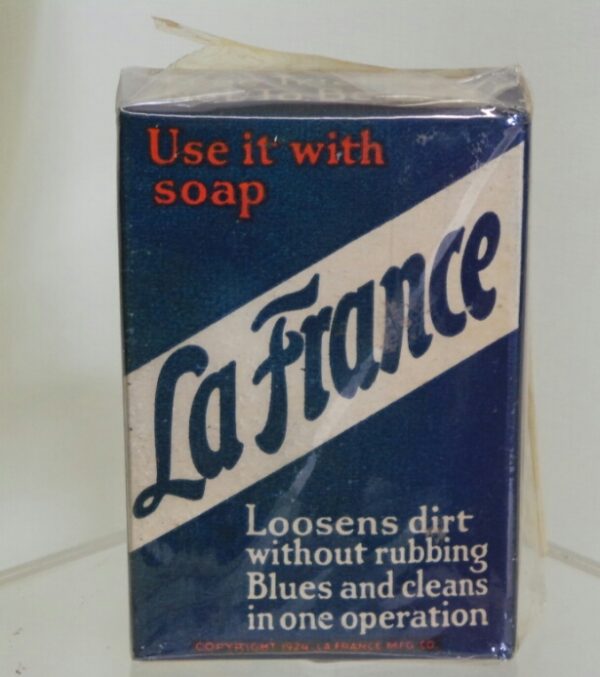 Use it with
soap
La France
Loosens dirt
without rubbing
Blues and cleans
in one operation
COPYRIGHT 1924 LA FRANCE MFG CO.